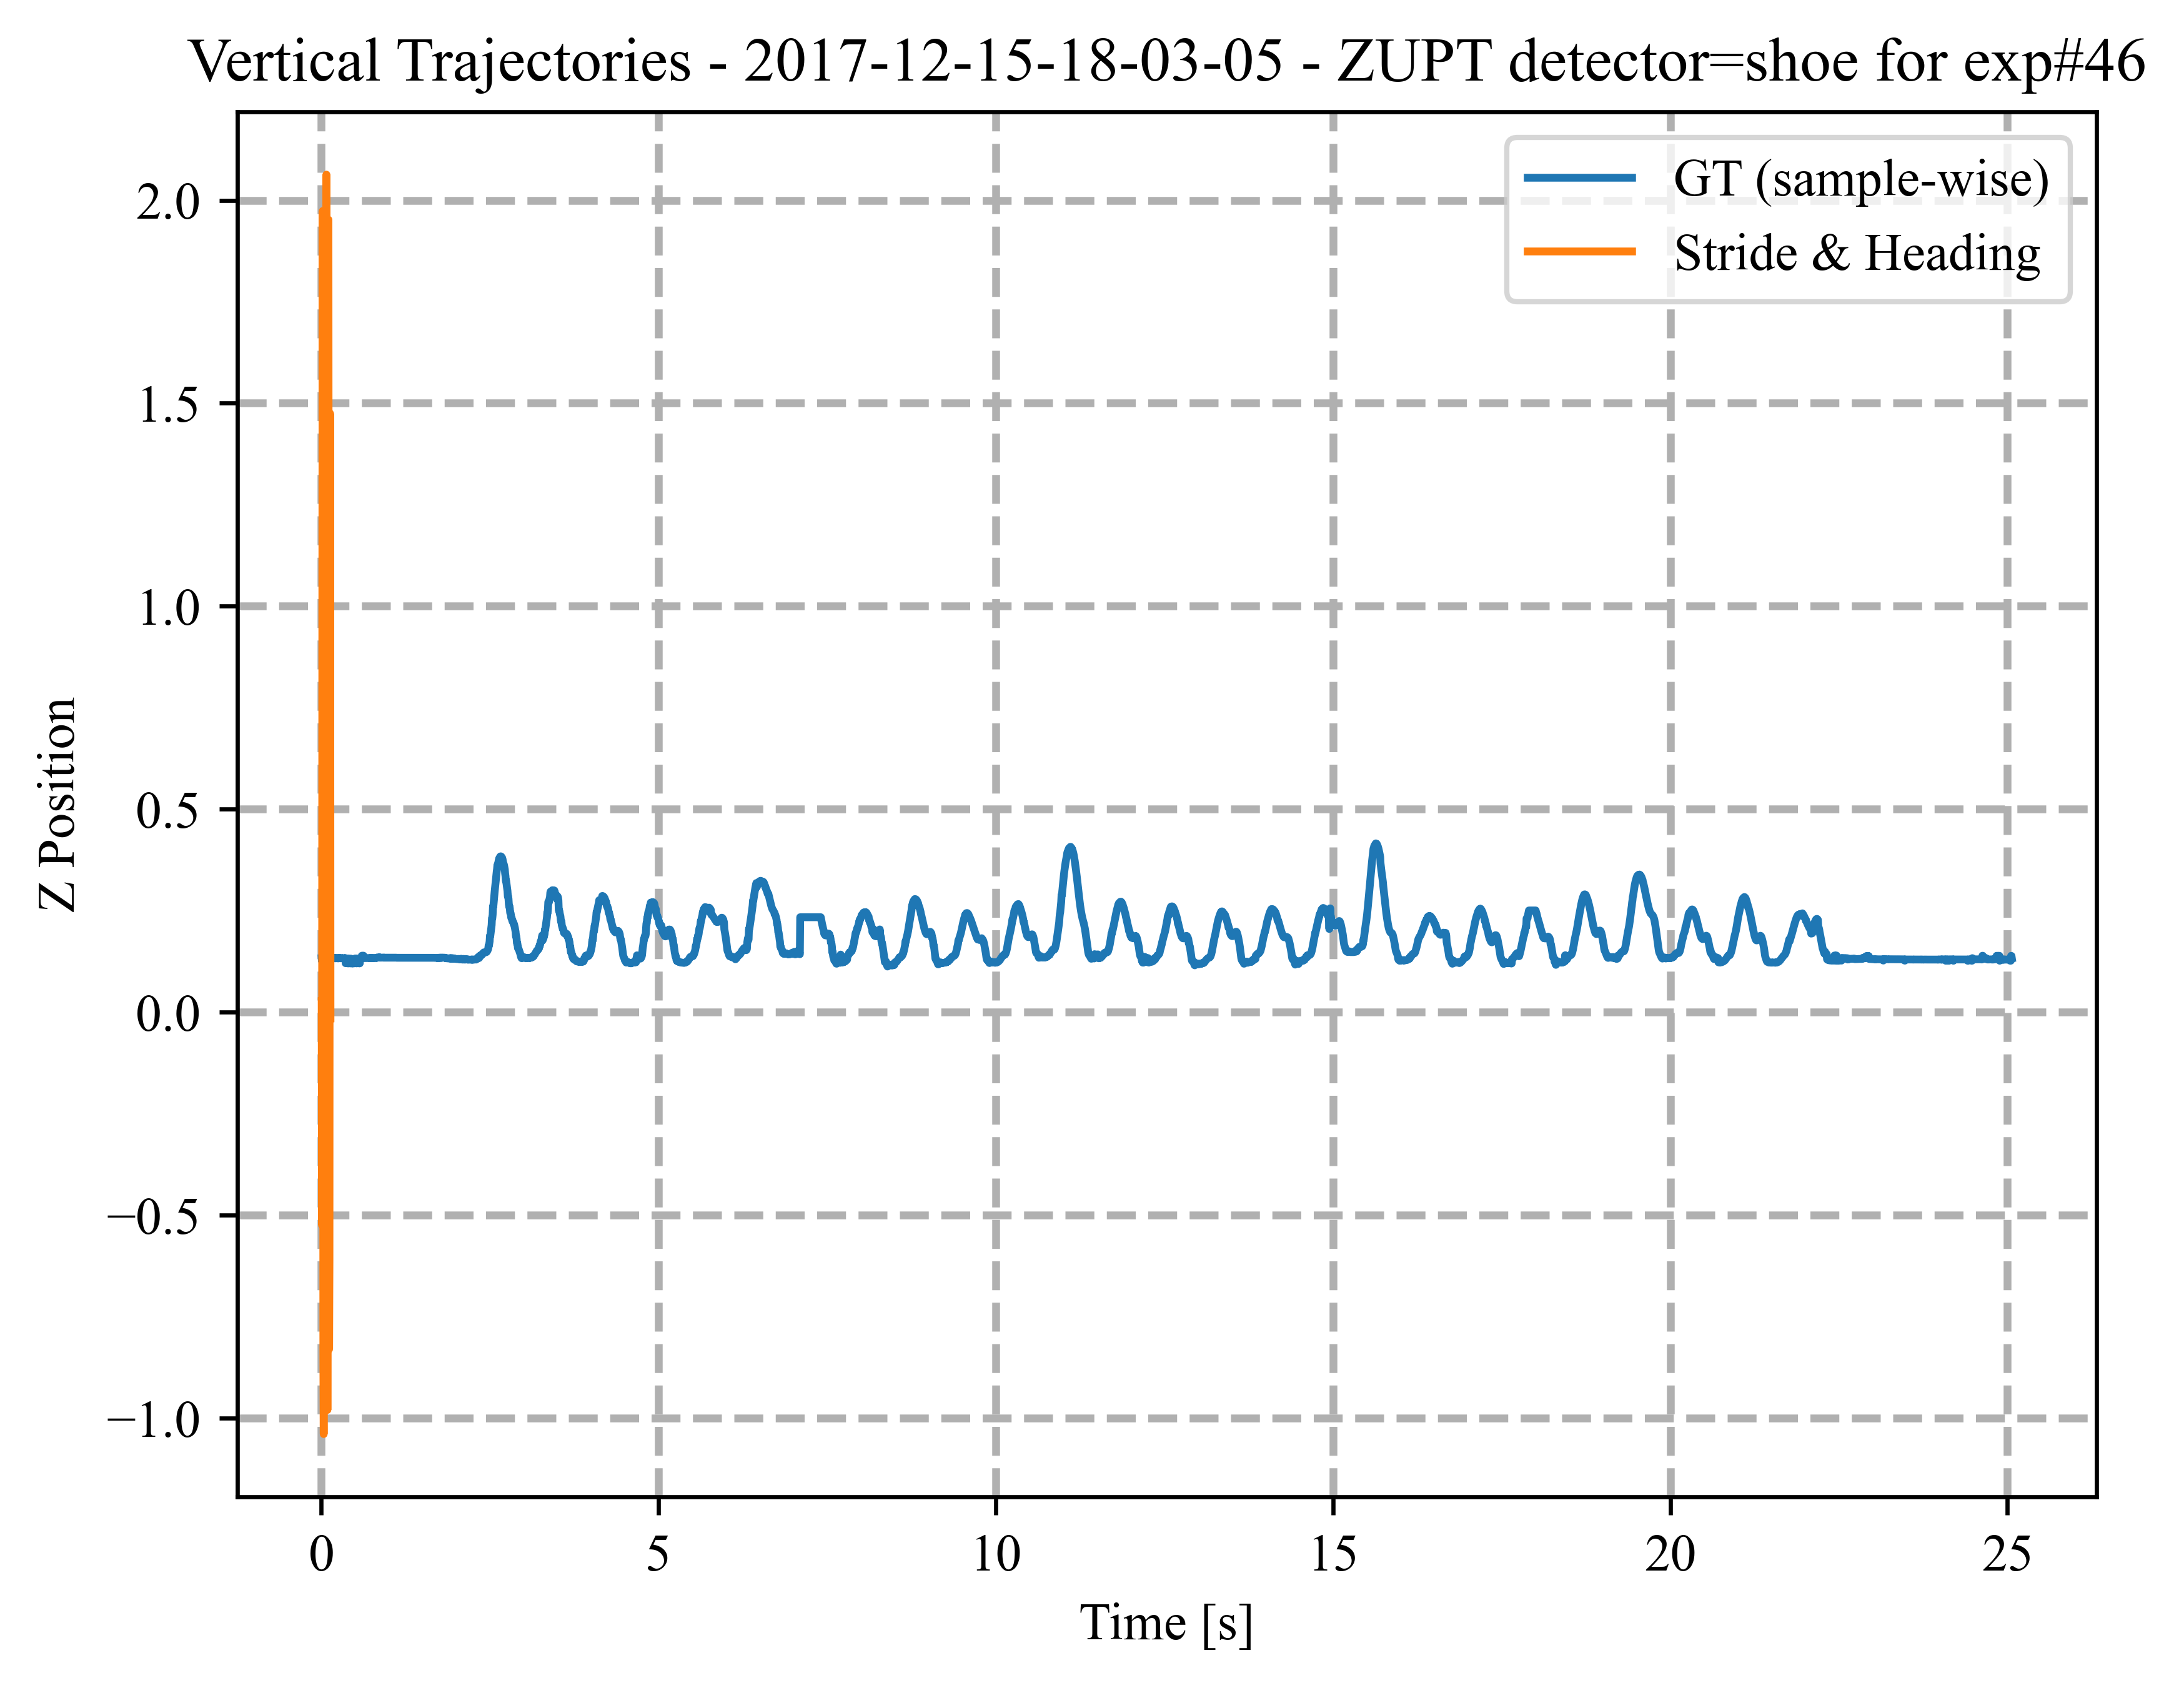 Vertical Trajectories - 2017-12-15-18-03-05 - ZUPT detector=shoe for exp#46
GT (sample-wise)
Stride & Heading
2.0
1.5
1.0
0.5
0.0
−0.5
−1.0
Z Position
0 5 10 15 20 25
Time [s]